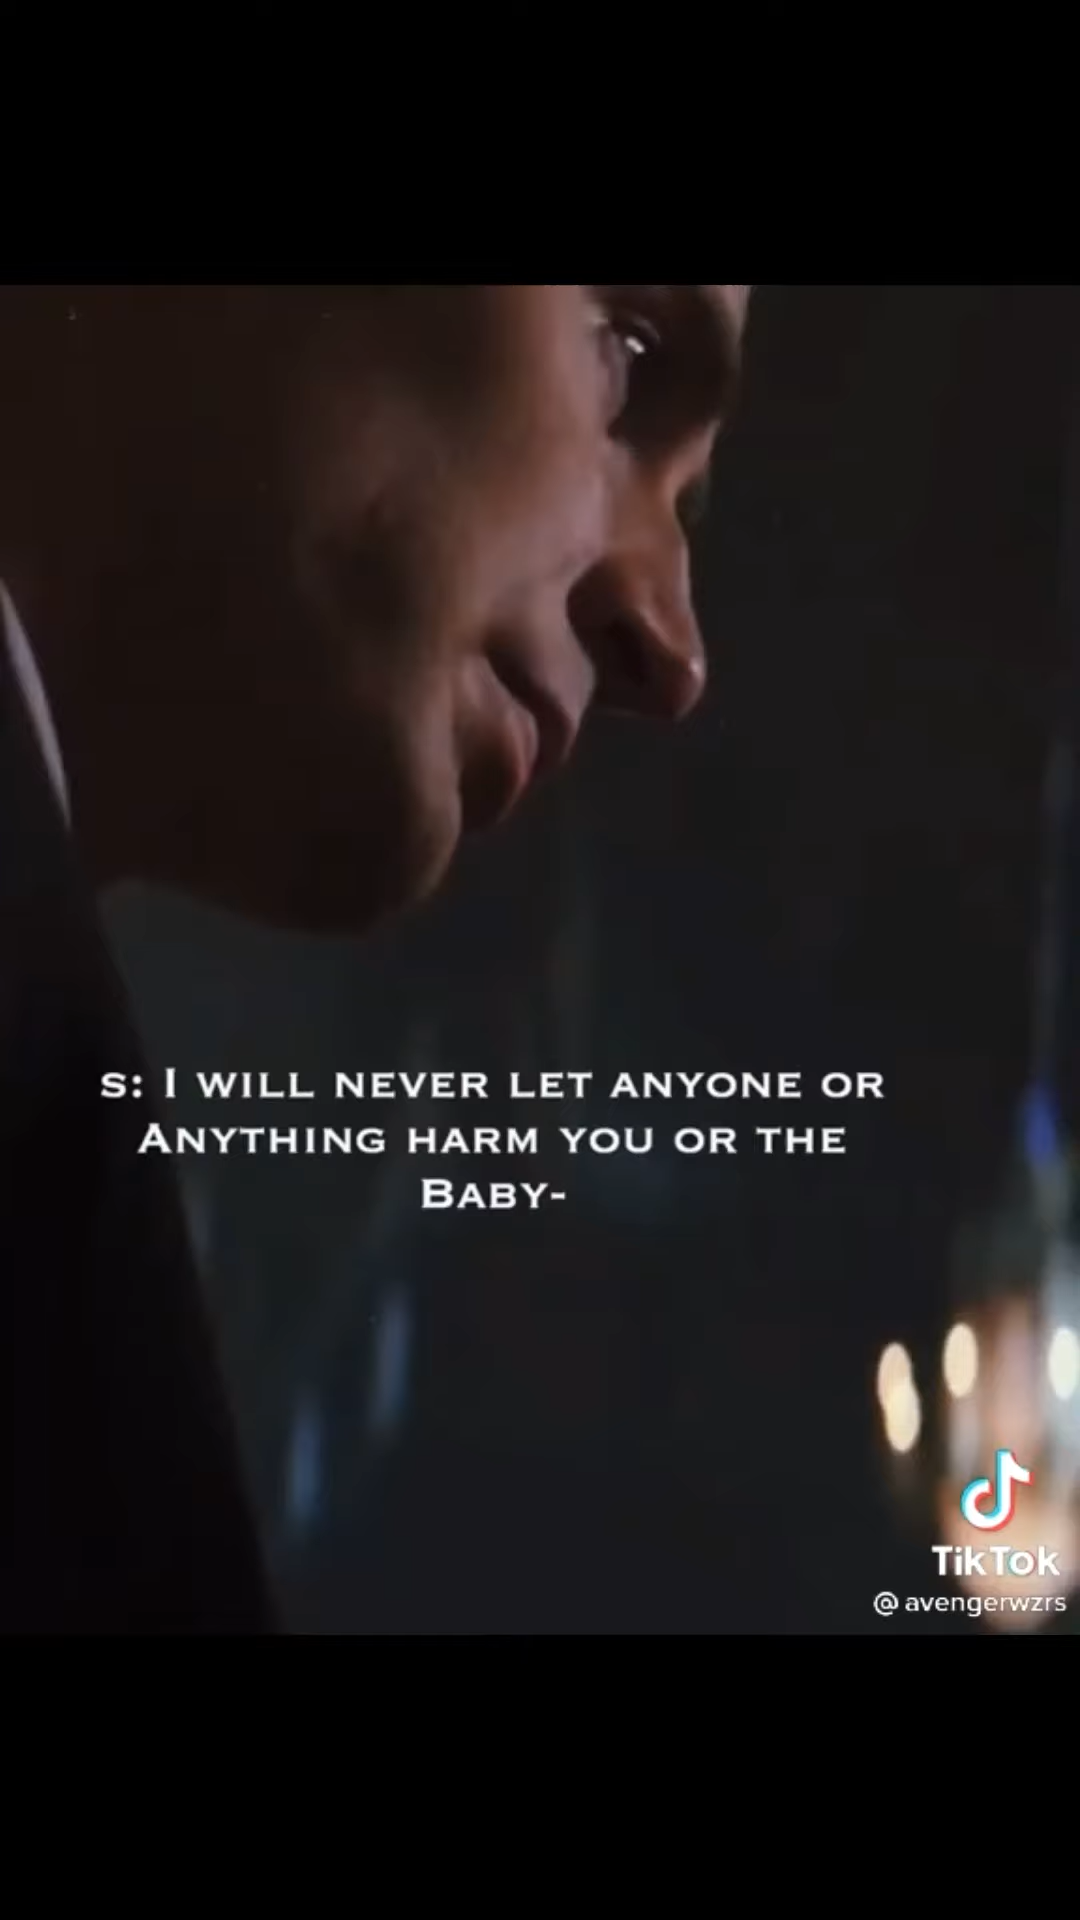 s: I WILL NEVER LET ANYONE OR
ANYTHING HARM YOU OR THE
BABY-
TikTok
@avengerwzrs